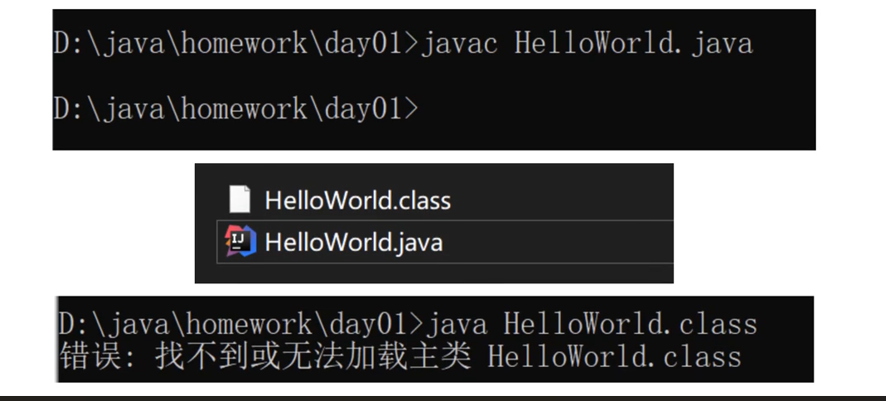 D:\java\homework\day01>javac HelloWorld.java
D:\java\homework\day01>
HelloWorld.class
IJ HelloWorld.java
D:\java\homework\day01>java HelloWorld.class
错误: 找不到或无法加载主类 HelloWorld.class